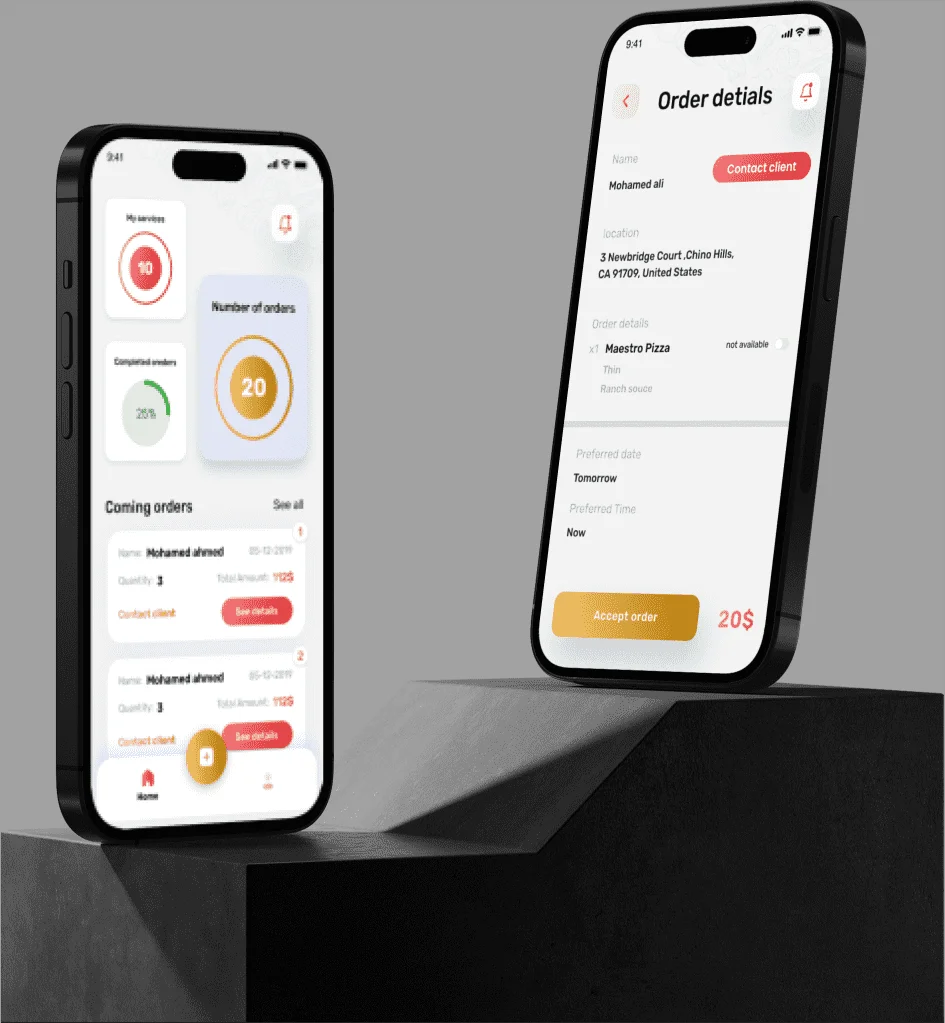 9:41
My services
10
Number of orders
20
Completed orders
25%
Coming orders
See all
1
Name: Mohamed ahmed
05-12-2019
Quantity: 3
Total Amount: 112$
Contact client
See details
2
Name: Mohamed ahmed
05-12-2019
Quantity: 3
Total Amount: 112$
Contact client
See details
Home
9:41
Order detials
Name
Contact client
Mohamed ali
location
3 Newbridge Court ,Chino Hills,
CA 91709, United States
Order details
x1 Maestro Pizza
not available
Thin
Ranch souce
Preferred date
Tomorrow
Preferred Time
Now
Accept order
20$